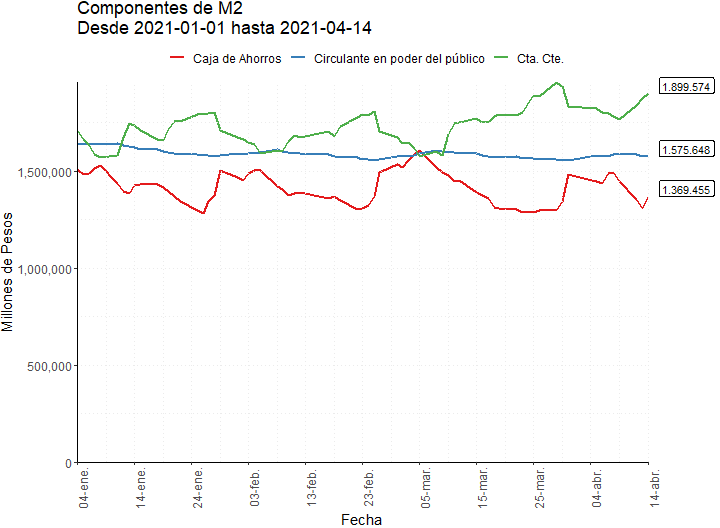 Componentes de M2
Desde 2021-01-01 hasta 2021-04-14
Caja de Ahorros Circulante en poder del público Cta. Cte.
1.899.574
1.575.648
1.369.455
Millones de Pesos
1,500,000
1,000,000
500,000
0
04-ene. 14-ene. 24-ene. 03-feb. 13-feb. 23-feb. 05-mar. 15-mar. 25-mar. 04-abr. 14-abr.
Fecha